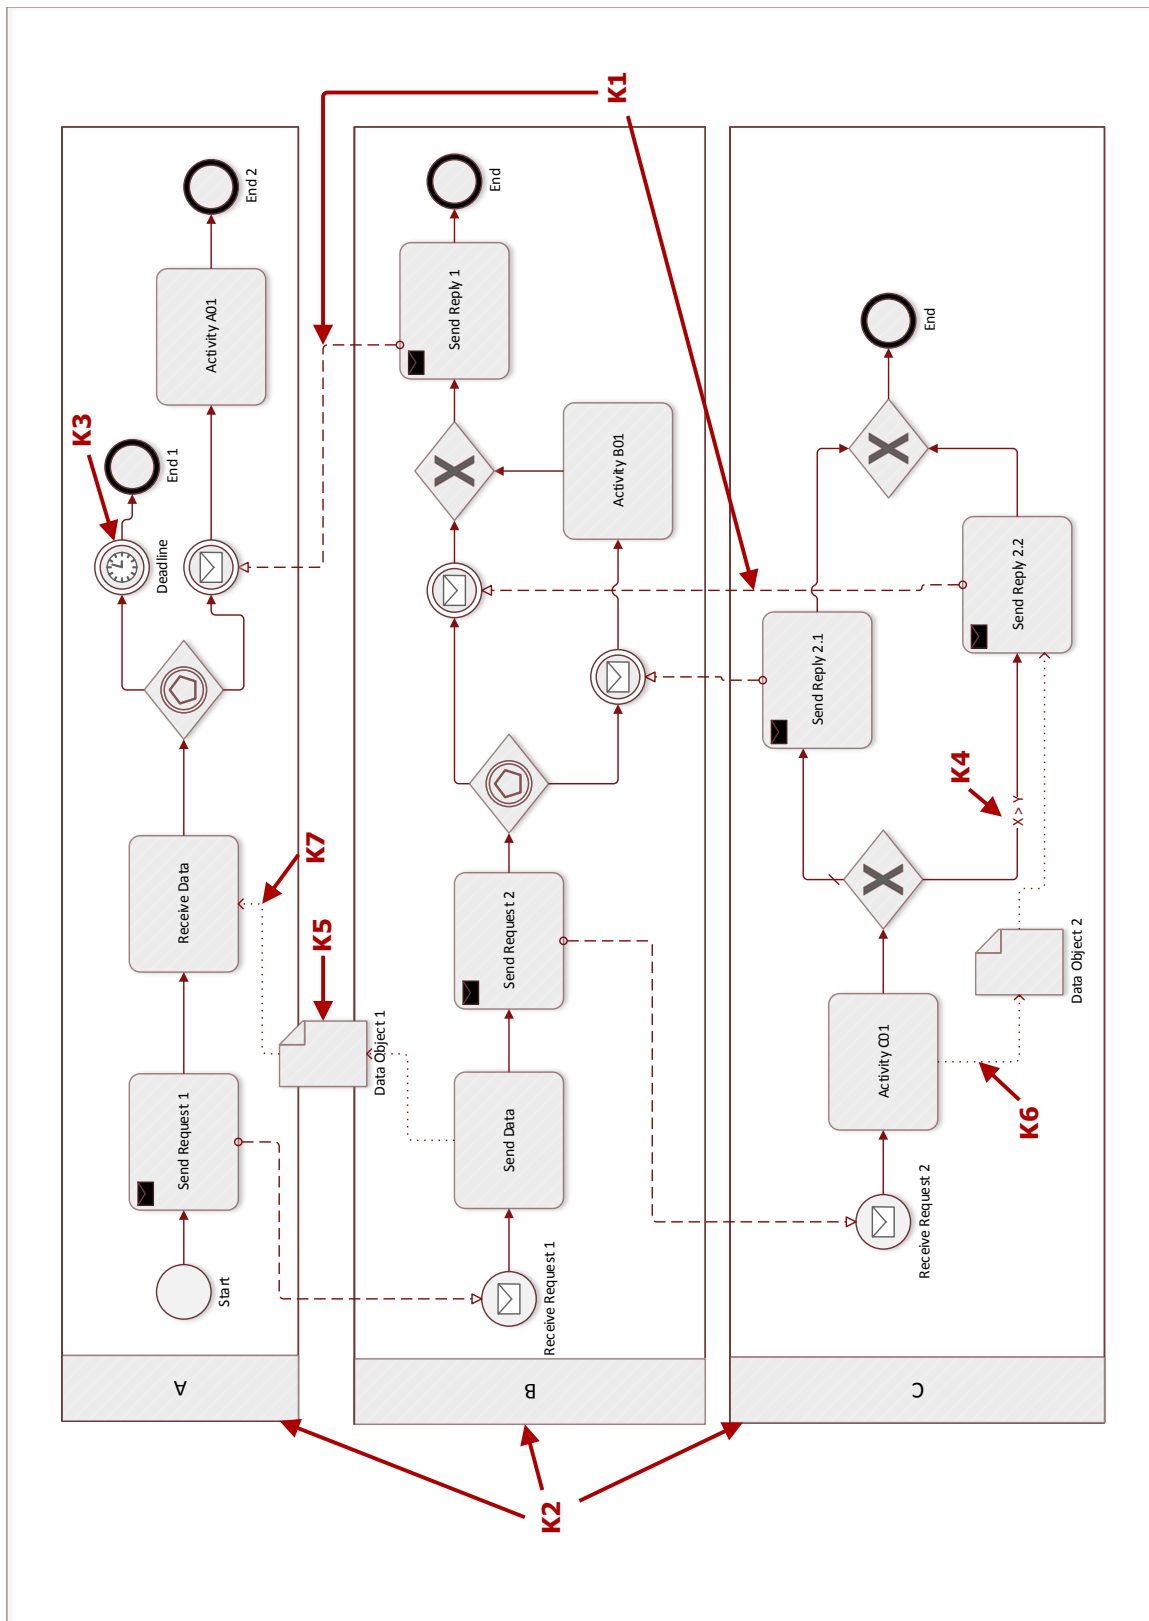 K1
K2
K3
K4
K5
K6
K7
A
Start
Send Request 1
Receive Data
Deadline
End 1
Activity A01
End 2
Data Object 1
B
Receive Request 1
Send Data
Send Request 2
Activity B01
Send Reply 1
End
C
Receive Request 2
Activity C01
Data Object 2
X
X > Y
Send Reply 2.1
Send Reply 2.2
X
X
End